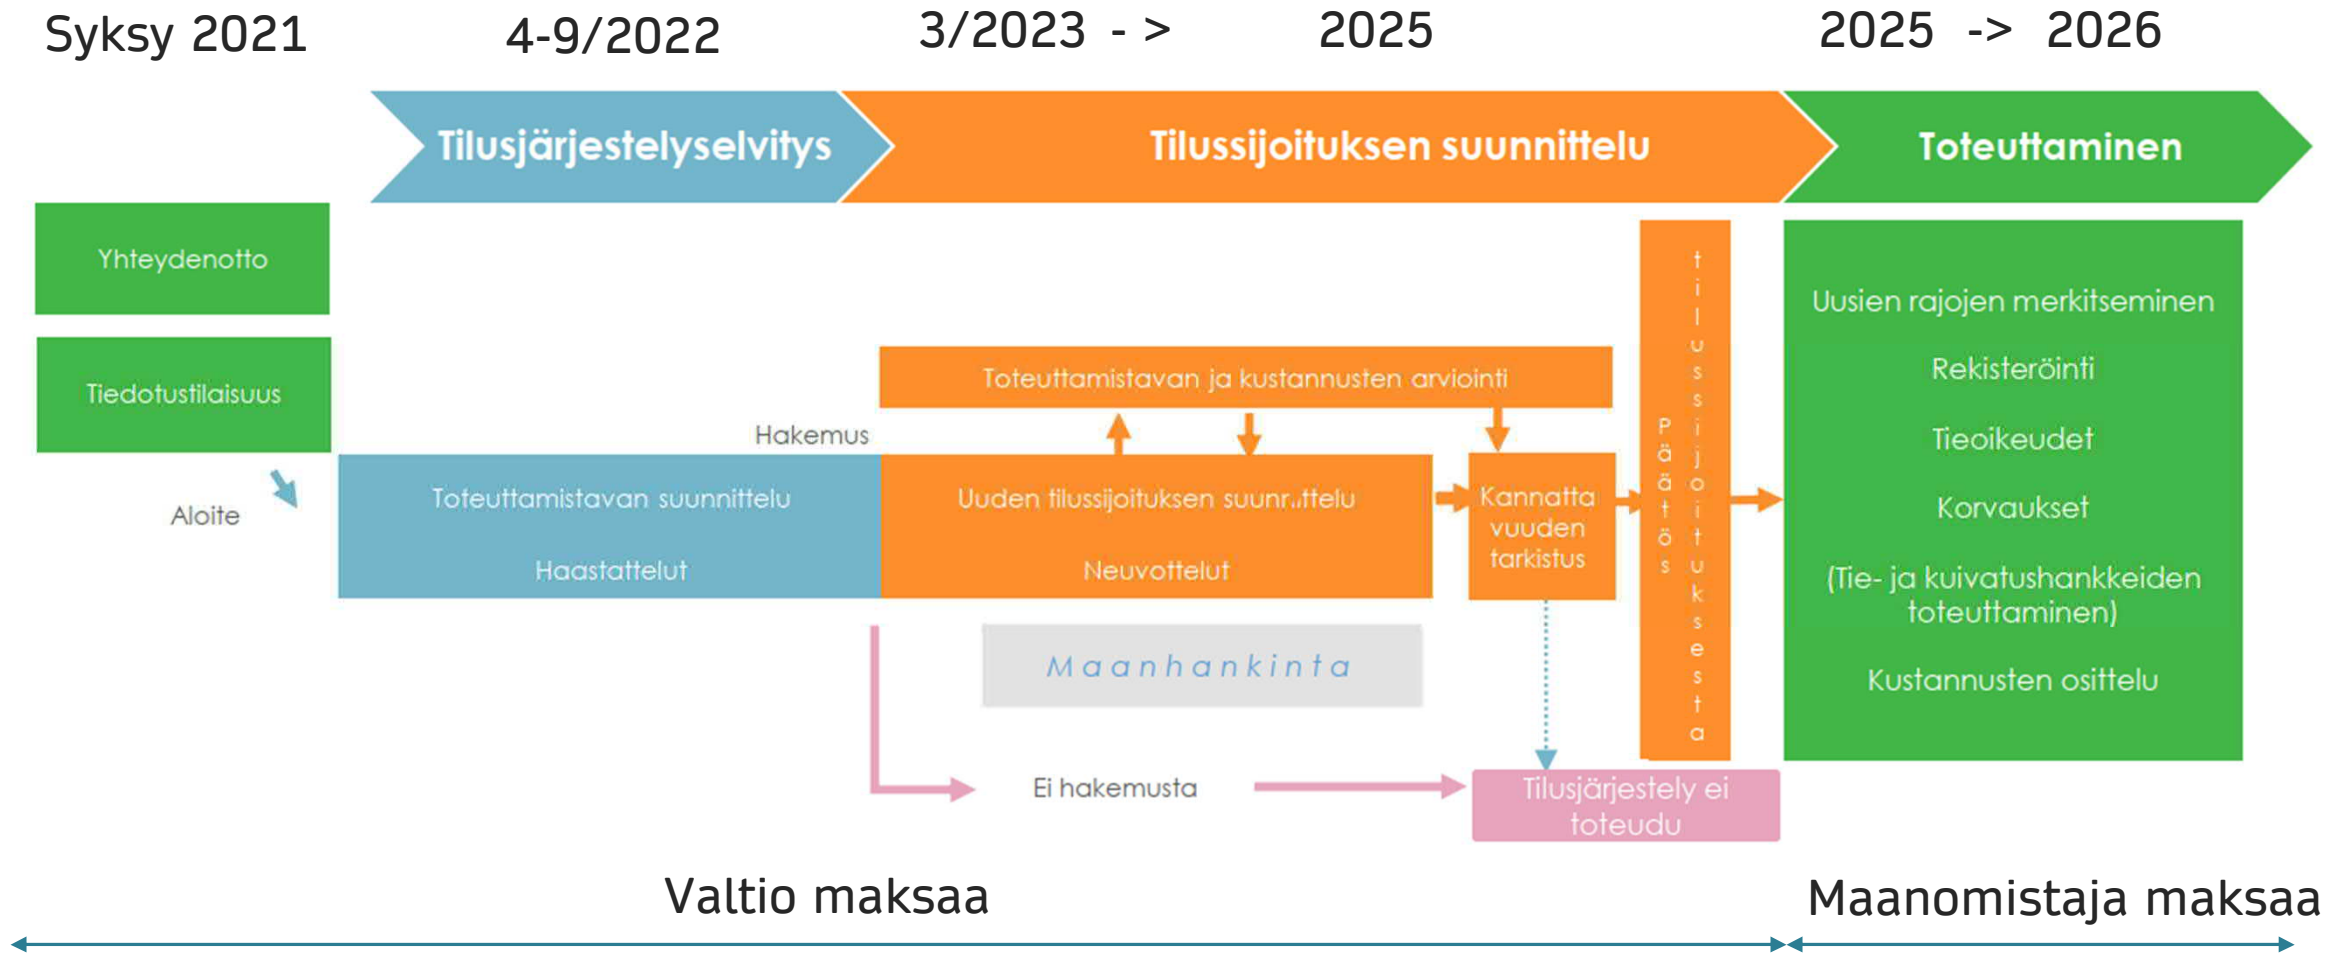 Syksy 2021
4-9/2022
3/2023 - >
2025
2025 -> 2026
Tilusjärjestelyselvitys
Tilussijoituksen suunnittelu
Toteuttaminen
Yhteydenotto
Tiedotustilaisuus
Aloite
Hakemus
Toteuttamistavan suunnittelu
Haastattelut
Toteuttamistavan ja kustannusten arviointi
Uuden tilussijoituksen suunnittelu
Neuvottelut
Maanhankinta
Ei hakemusta
Kannatta
vuuden
tarkistus
Päätös
tilussijoituksesta
Tilusjärjestely ei
toteudu
Uusien rajojen merkitseminen
Rekisteröinti
Tieoikeudet
Korvaukset
(Tie- ja kuivatushankkeiden
toteuttaminen)
Kustannusten osittelu
Valtio maksaa
Maanomistaja maksaa